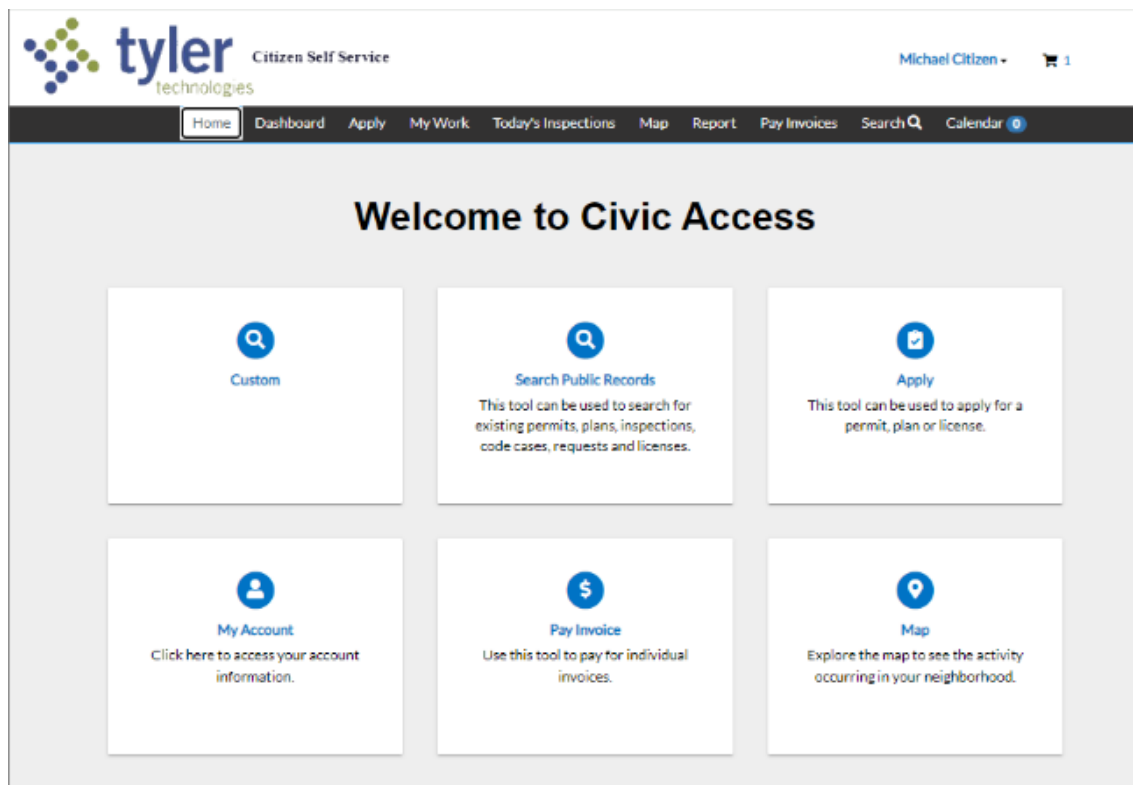 tyler
technologies
Citizen Self Service
Michael Citizen
1
Home Dashboard Apply My Work Today's Inspections Map Report Pay Invoices Search Calendar 0
Welcome to Civic Access
Custom
Search Public Records
This tool can be used to search for
existing permits, plans, inspections,
code cases, requests and licenses.
Apply
This tool can be used to apply for a
permit, plan or license.
My Account
Click here to access your account
information.
Pay Invoice
Use this tool to pay for individual
invoices.
Map
Explore the map to see the activity
occurring in your neighborhood.